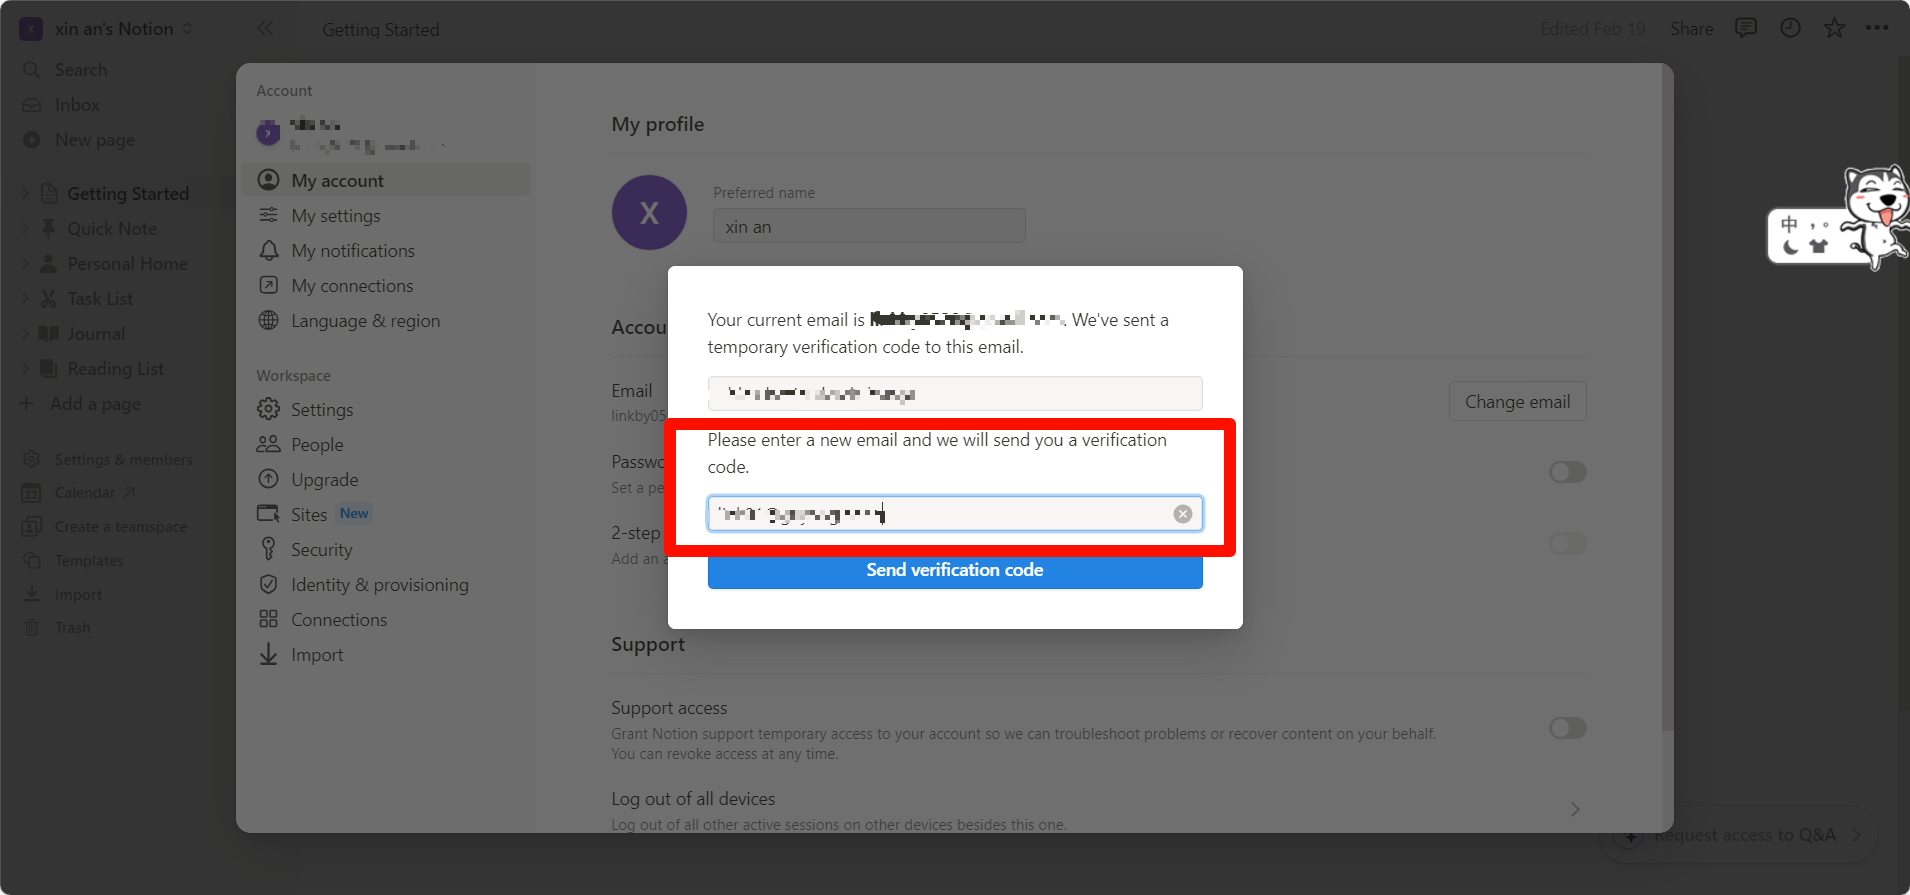 xin an's Notion
Getting Started
Edited Feb 19
Share
Search
Inbox
New page
Getting Started
Quick Note
Personal Home
Task List
Journal
Reading List
Add a page
Settings & members
22
Calendar
Create a teamspace
Templates
Import
Trash
Account
My account
My settings
My notifications
My connections
Language & region
Workspace
Settings
People
Upgrade
Sites New
Security
Identity & provisioning
Connections
Import
My profile
X
Preferred name
xin an
Accou
Email
linkby05
Change email
Passwo
Set a pe
2-step
Add an a
Your current email is . We've sent a
temporary verification code to this email.
Please enter a new email and we will send you a verification
code.
Send verification code
Support
Support access
Grant Notion support temporary access to your account so we can troubleshoot problems or recover content on your behalf.
You can revoke access at any time.
Log out of all devices
Log out of all other active sessions on other devices besides this one.
Request access to Q&A
中 ，。